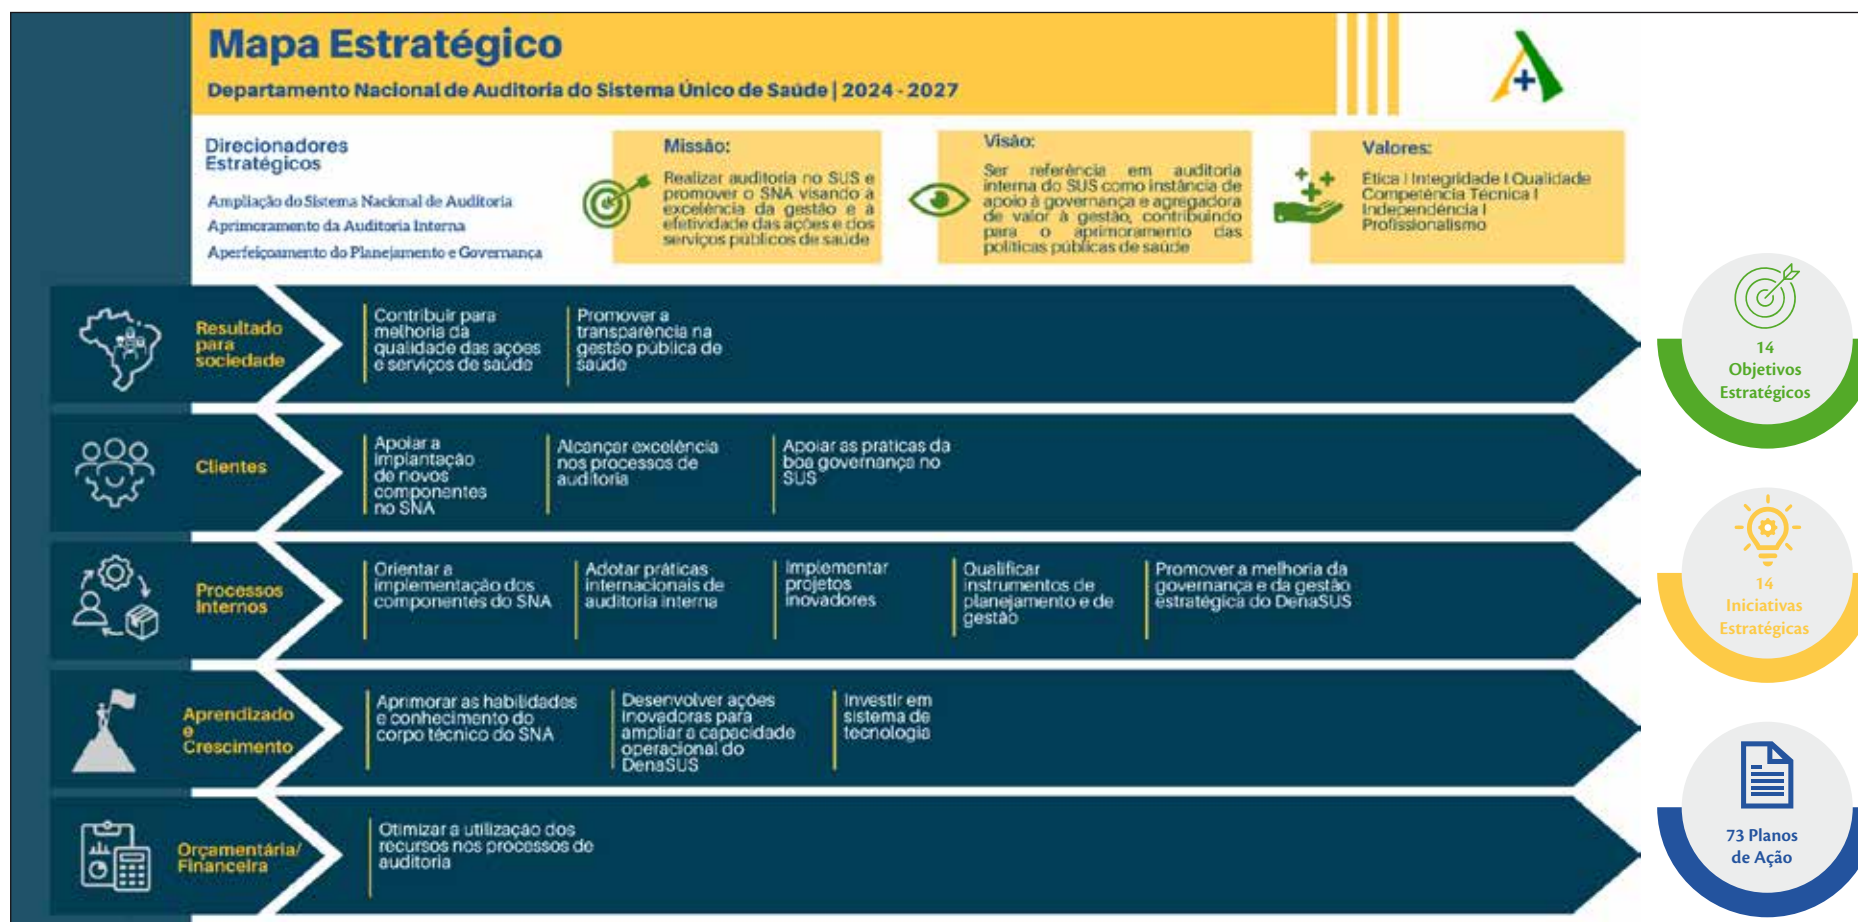 Mapa Estratégico
Departamento Nacional de Auditoria do Sistema Único de Saúde | 2024 - 2027
Direcionadores
Estratégicos
Ampliação do Sistema Nacional de Auditoria
Aprimoramento da Auditoria Interna
Aperfeiçoamento do Planejamento e Governança
Missão:
Realizar auditoria no SUS e
promover o SNA visando à
excelência da gestão e à
efetividade das ações e dos
serviços públicos de saúde
Visão:
Ser referência em auditoria
interna do SUS como instância de
apoio à governança e agregadora
de valor à gestão, contribuindo
para o aprimoramento das
políticas públicas de saúde
Valores:
Ética I Integridade I Qualidade
Competência Técnica I
Independência I
Profissionalismo
Resultado
para
sociedade
Contribuir para
melhoria da
qualidade das ações
e serviços de saúde
Promover a
transparência na
gestão pública de
saúde
Clientes
Apoiar a
implantação
de novos
componentes
no SNA
Alcançar excelência
nos processos de
auditoria
Apoiar as praticas da
boa governança no
SUS
Processos
Internos
Orientar a
implementação dos
componentes do SNA
Adotar práticas
internacionais de
auditoria interna
Implementar
projetos
inovadores
Qualificar
instrumentos de
planejamento e de
gestão
Promover a melhoria da
governança e da gestão
estratégica do DenaSUS
Aprendizado
e
Crescimento
Aprimorar as habilidades
e conhecimento do
corpo técnico do SNA
Desenvolver ações
inovadoras para
ampliar a capacidade
operacional do
DenaSUS
Investir em
sistema de
tecnologia
Orçamentária/
Financeira
Otimizar a utilização dos
recursos nos processos de
auditoria
14
Objetivos
Estratégicos
14
Iniciativas
Estratégicas
73 Planos
de Ação